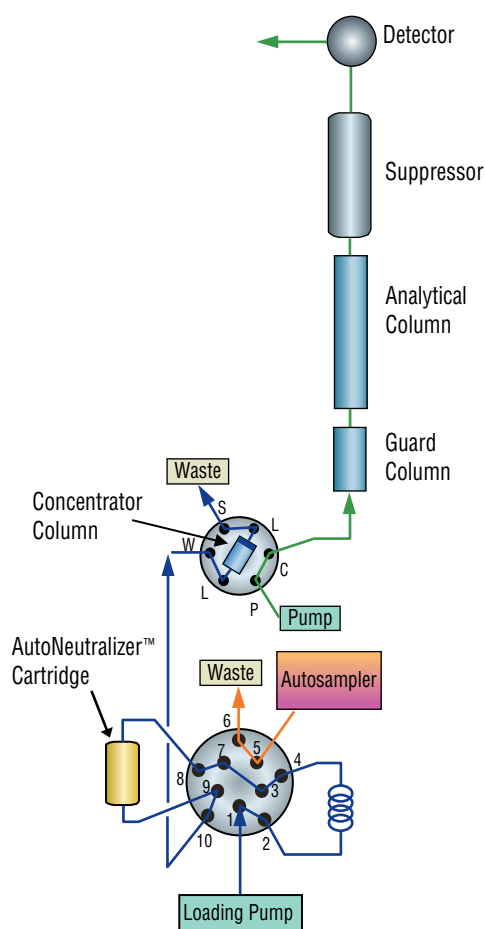 Detector
Suppressor
Analytical
Column
Guard
Column
Waste
Concentrator
Column
S
L
W
C
L
P
Pump
AutoNeutralizer™
Cartridge
Waste
Autosampler
6
5
7
4
8
3
9
1
10
2
Loading Pump